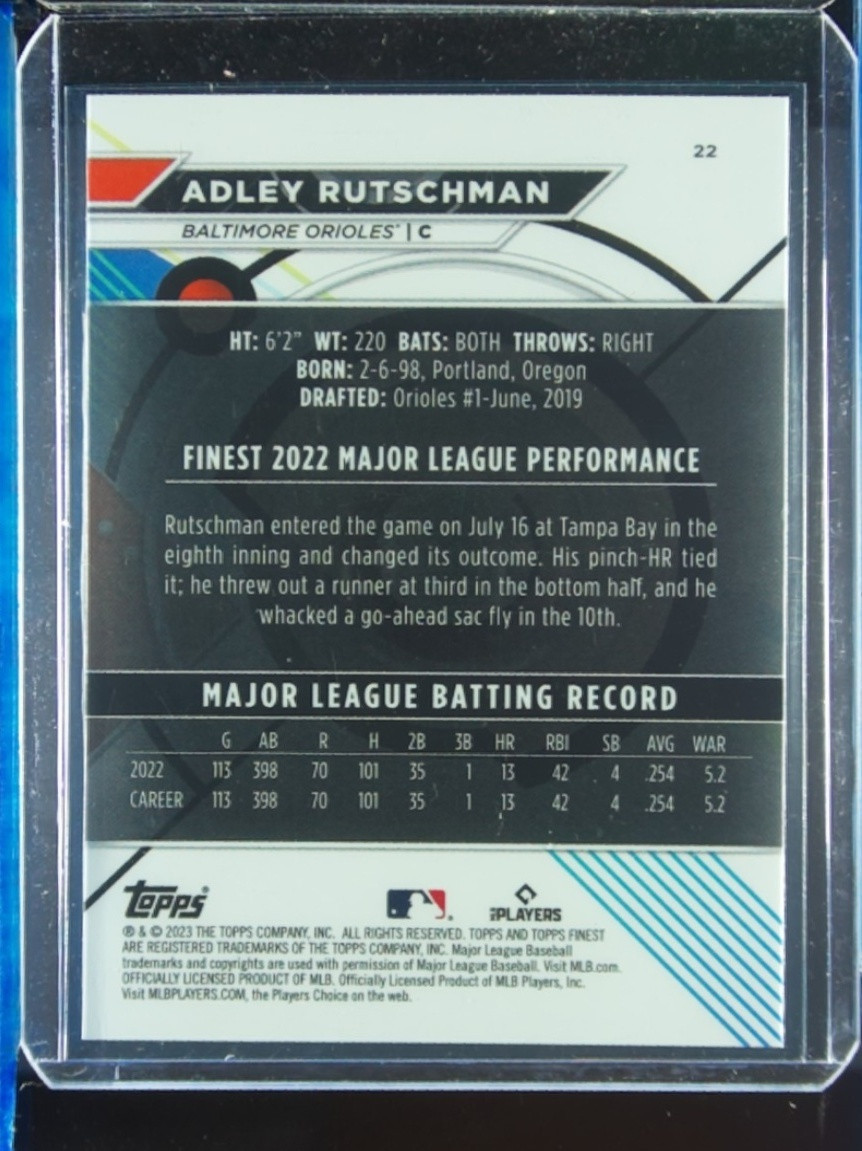 22
ADLEY RUTSCHMAN
BALTIMORE ORIOLES® | C
HT: 6'2" WT: 220 BATS: BOTH THROWS: RIGHT
BORN: 2-6-98, Portland, Oregon
DRAFTED: Orioles #1-June, 2019
FINEST 2022 MAJOR LEAGUE PERFORMANCE
Rutschman entered the game on July 16 at Tampa Bay in the
eighth inning and changed its outcome. His pinch-HR tied
it; he threw out a runner at third in the bottom half, and he
whacked a go-ahead sac fly in the 10th.
MAJOR LEAGUE BATTING RECORD
G AB R H 2B 3B HR RBI SB AVG WAR
2022 113 398 70 101 35 1 13 42 4 .254 5.2
CAREER 113 398 70 101 35 1 13 42 4 .254 5.2
Topps® MLB PLAYERS
® & © 2023 THE TOPPS COMPANY, INC. ALL RIGHTS RESERVED. TOPPS AND TOPPS FINEST
ARE REGISTERED TRADEMARKS OF THE TOPPS COMPANY, INC. Major League Baseball
trademarks and copyrights are used with permission of Major League Baseball. Visit MLB.com.
OFFICIALLY LICENSED PRODUCT OF MLB. Officially Licensed Product of MLB Players, Inc.
Visit MLBPLAYERS.COM, the Players Choice on the web.